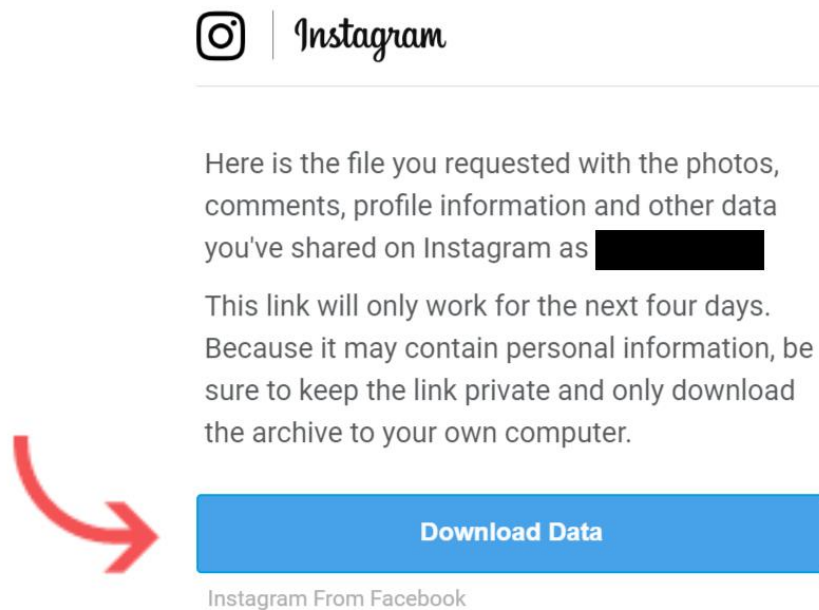 Instagram
Here is the file you requested with the photos,
comments, profile information and other data
you've shared on Instagram as
This link will only work for the next four days.
Because it may contain personal information, be
sure to keep the link private and only download
the archive to your own computer.
Download Data
Instagram From Facebook